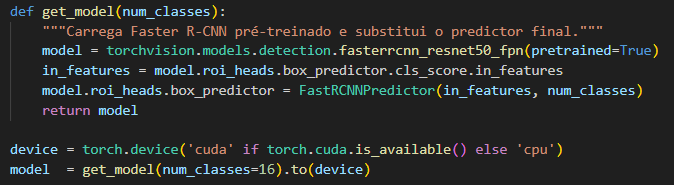 def get_model(num_classes):
    """Carrega Faster R-CNN pré-treinado e substitui o predictor final."""
    model = torchvision.models.detection.fasterrcnn_resnet50_fpn(pretrained=True)
    in_features = model.roi_heads.box_predictor.cls_score.in_features
    model.roi_heads.box_predictor = FastRCNNPredictor(in_features, num_classes)
    return model

device = torch.device('cuda' if torch.cuda.is_available() else 'cpu')
model  = get_model(num_classes=16).to(device)